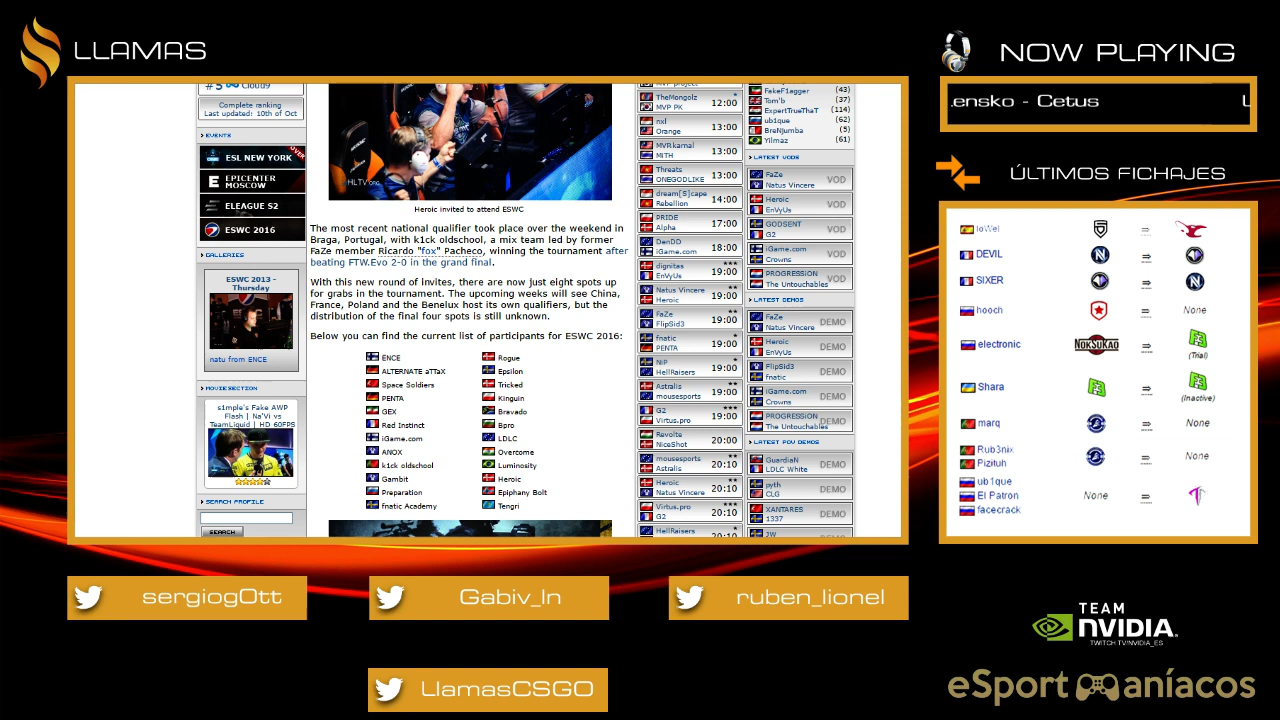 LLAMAS
NOW PLAYING
ensko - Cetus
ÚLTIMOS FICHAJES
#5 Cloud9
Complete ranking
Last updated: 10th of Oct
EVENTS
ESL NEW YORK
OVER
EPICENTER
MOSCOW
ELEAGUE S2
ESWC 2016
GALLERIES
ESWC 2013 -
Thursday
natu from ENCE
MOVIESECTION
s1mple's Fake AWP
Flash | Na'Vi vs
TeamLiquid | HD 60FPS
SEARCH PROFILE
SEARCH
HLTV.org
Heroic invited to attend ESWC
The most recent national qualifier took place over the weekend in
Braga, Portugal, with k1ck oldschool, a mix team led by former
FaZe member Ricardo "fox" Pacheco, winning the tournament after
beating FTW.Evo 2-0 in the grand final.
With this new round of invites, there are now just eight spots up
for grabs in the tournament. The upcoming weeks will see China,
France, Poland and the Benelux host its own qualifiers, but the
distribution of the final four spots is still unknown.
Below you can find the current list of participants for ESWC 2016:
ENCE Rogue
ALTERNATE aTTaX Epsilon
Space Soldiers Tricked
PENTA Kinguin
GEX Bravado
Red Instinct Bpro
iGame.com LDLC
ANOX Overcome
k1ck oldschool Luminosity
Gambit Heroic
Preparation Epiphany Bolt
fnatic Academy Tengri
TheMongolz
MVP PK 12:00
nxl
Orange 13:00
MVP.karnal
MiTH 13:00
Threats
ONEGODLIKE 13:00
dream[S]cape
Rebellion 14:00
PRIDE
Alpha 17:00
DenDD
iGame.com 18:00
dignitas
EnVyUs 19:00
Natus Vincere
Heroic 19:00
FaZe
FlipSid3 19:00
fnatic
PENTA 19:00
NiP
HellRaisers 19:00
Astralis
mousesports 19:00
G2
Virtus.pro 19:00
Revolte
NiceShot 20:00
mousesports
Astralis 20:10
Heroic
Natus Vincere 20:10
Virtus.pro
G2 20:10
HellRaisers 20:10
FakeF1agger (43)
Tom'b (37)
ExpertTrueThaT (114)
ub1que (62)
BreNjumba (5)
Yilmaz (61)
LATEST VODS
FaZe
Natus Vincere VOD
Heroic
EnVyUs VOD
GODSENT
G2 VOD
iGame.com
Crowns VOD
PROGRESSiON
The Untouchables VOD
LATEST DEMOS
FaZe
Natus Vincere DEMO
Heroic
EnVyUs DEMO
FlipSid3
fnatic DEMO
iGame.com
Crowns DEMO
PROGRESSiON
The Untouchables DEMO
LATEST POV DEMOS
GuardiaN
LDLC White DEMO
pyth
CLG DEMO
XANTARES
1337 DEMO
loWel
DEVIL
SIXER
hooch None
electronic NOKSUKAO (Trial)
Shara (Inactive)
marq None
Rub3nix
Pizituh None
ub1que
El Patron None
facecrack
sergiogOtt
Gabiv_ln
ruben_lionel
LlamasCSGO
TEAM
NVIDIA.
TWITCH.TV/NVIDIA_ES
eSportmaníacos